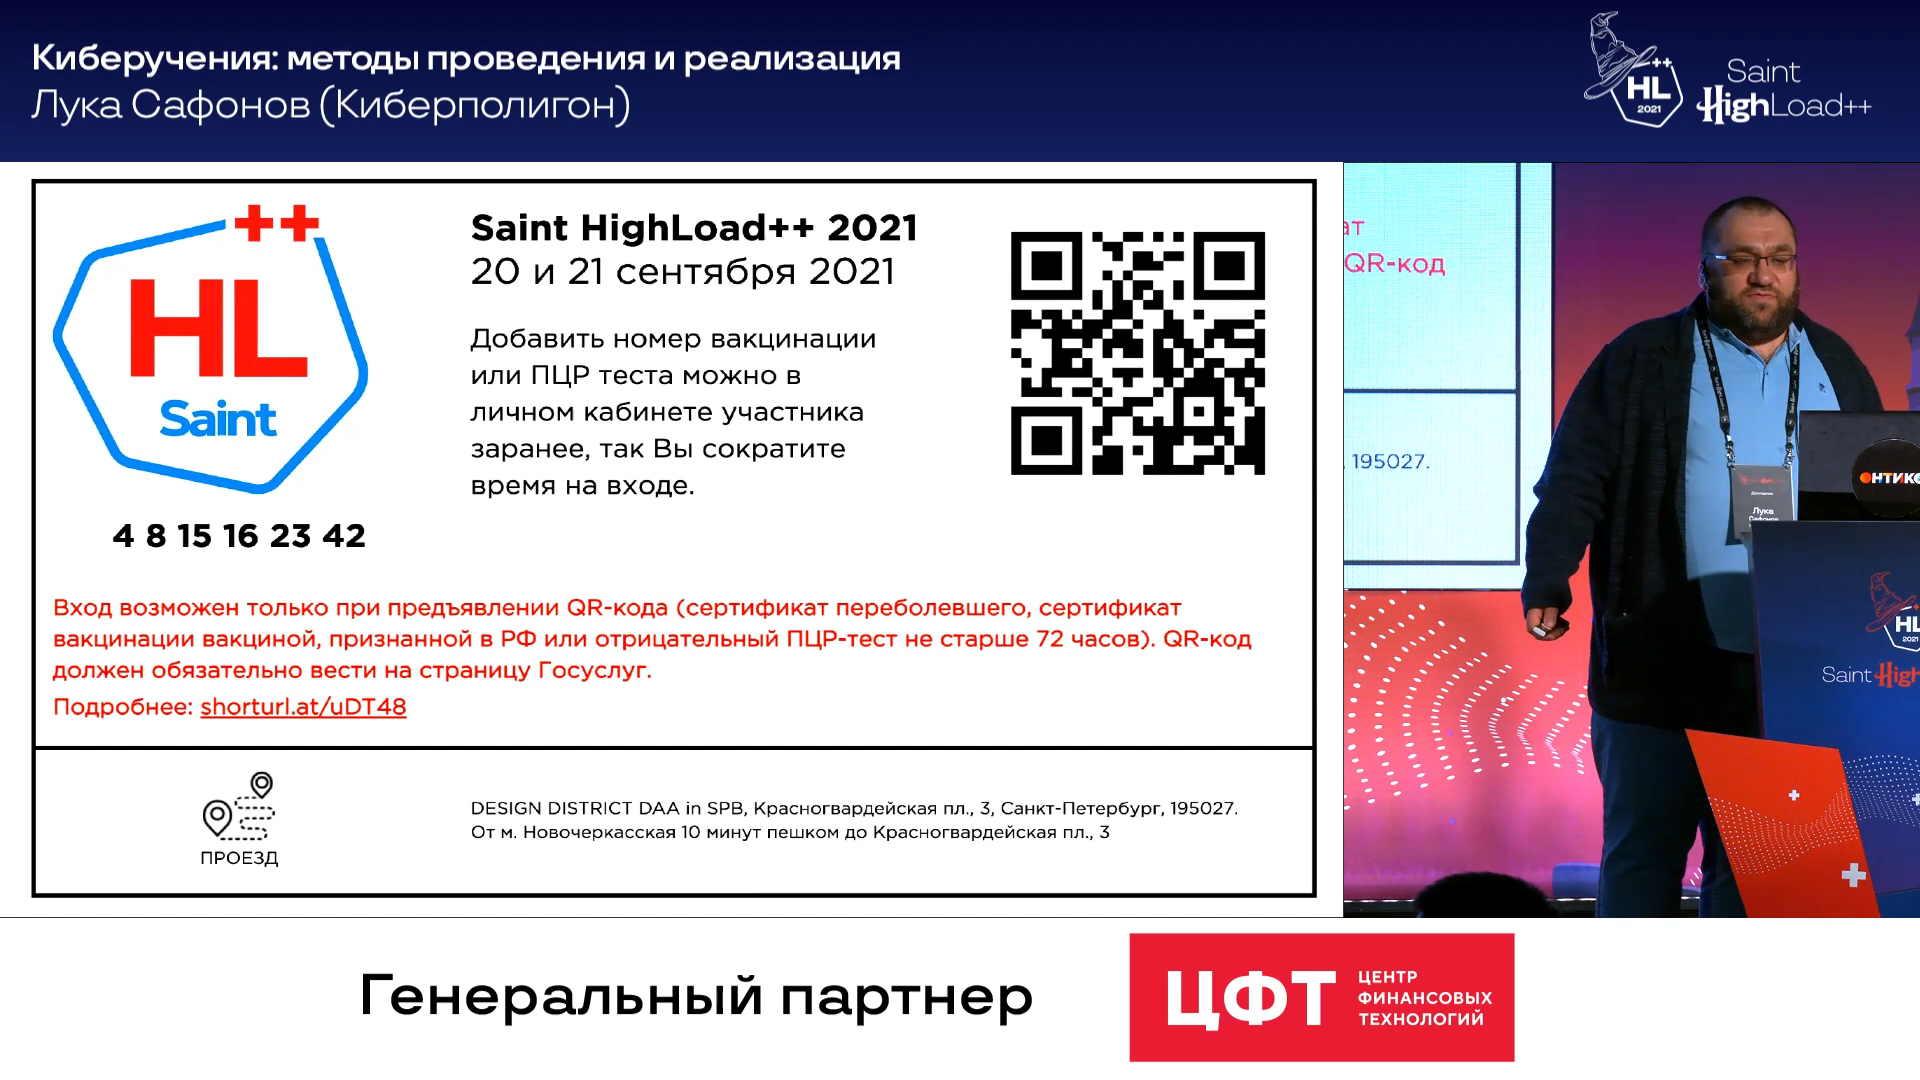 Киберучения: методы проведения и реализация
Лука Сафонов (Киберполигон)
HL++
2021
Saint
HighLoad++
++
HL
Saint
4 8 15 16 23 42
Saint HighLoad++ 2021
20 и 21 сентября 2021
Добавить номер вакцинации
или ПЦР теста можно в
личном кабинете участника
заранее, так Вы сократите
время на входе.
Вход возможен только при предъявлении QR-кода (сертификат переболевшего, сертификат
вакцинации вакциной, признанной в РФ или отрицательный ПЦР-тест не старше 72 часов). QR-код
должен обязательно вести на страницу Госуслуг.
Подробнее: shorturl.at/uDT48
ПРОЕЗД
DESIGN DISTRICT DAA in SPB, Красногвардейская пл., 3, Санкт-Петербург, 195027.
От м. Новочеркасская 10 минут пешком до Красногвардейская пл., 3
QR-код
195027.
Лука
Сафонов
HL
2021
Saint High
Генеральный партнер
ЦФТ
ЦЕНТР
ФИНАНСОВЫХ
ТЕХНОЛОГИЙ